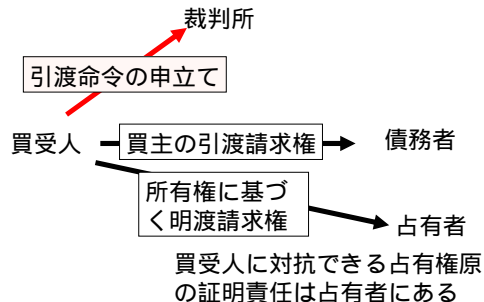 裁判所
引渡命令の申立て
買受人
買主の引渡請求権
債務者
所有権に基づ
く明渡請求権
占有者
買受人に対抗できる占有権原
の証明責任は占有者にある